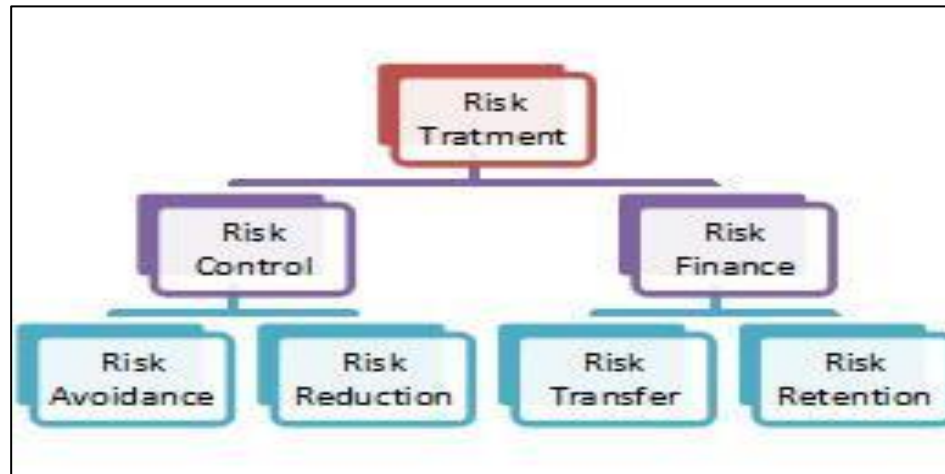 Risk
Tratment
Risk
Control
Risk
Finance
Risk
Avoidance
Risk
Reduction
Risk
Transfer
Risk
Retention